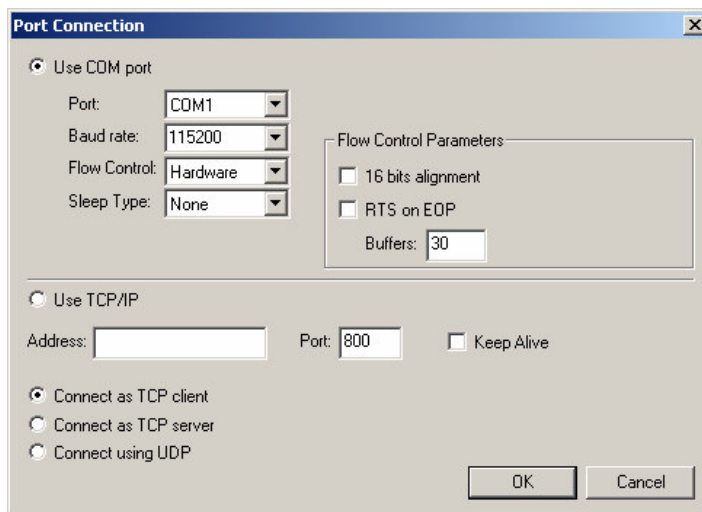 Port Connection
Use COM port
Port: COM1
Baud rate: 115200
Flow Control: Hardware
Sleep Type: None
Flow Control Parameters
16 bits alignment
RTS on EOP
Buffers: 30
Use TCP/IP
Address: Port: 800 Keep Alive
Connect as TCP client
Connect as TCP server
Connect using UDP
OK Cancel